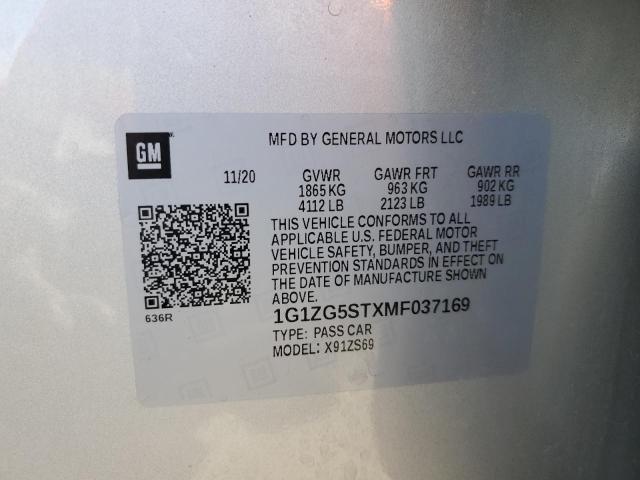 GM
MFD BY GENERAL MOTORS LLC
11/20 GVWR GAWR FRT GAWR RR
1865 KG 963 KG 902 KG
4112 LB 2123 LB 1989 LB
THIS VEHICLE CONFORMS TO ALL
APPLICABLE U.S. FEDERAL MOTOR
VEHICLE SAFETY, BUMPER, AND THEFT
PREVENTION STANDARDS IN EFFECT ON
THE DATE OF MANUFACTURE SHOWN
ABOVE.
636R
1G1ZG5STXMF037169
TYPE: PASS CAR
MODEL: X91ZS69